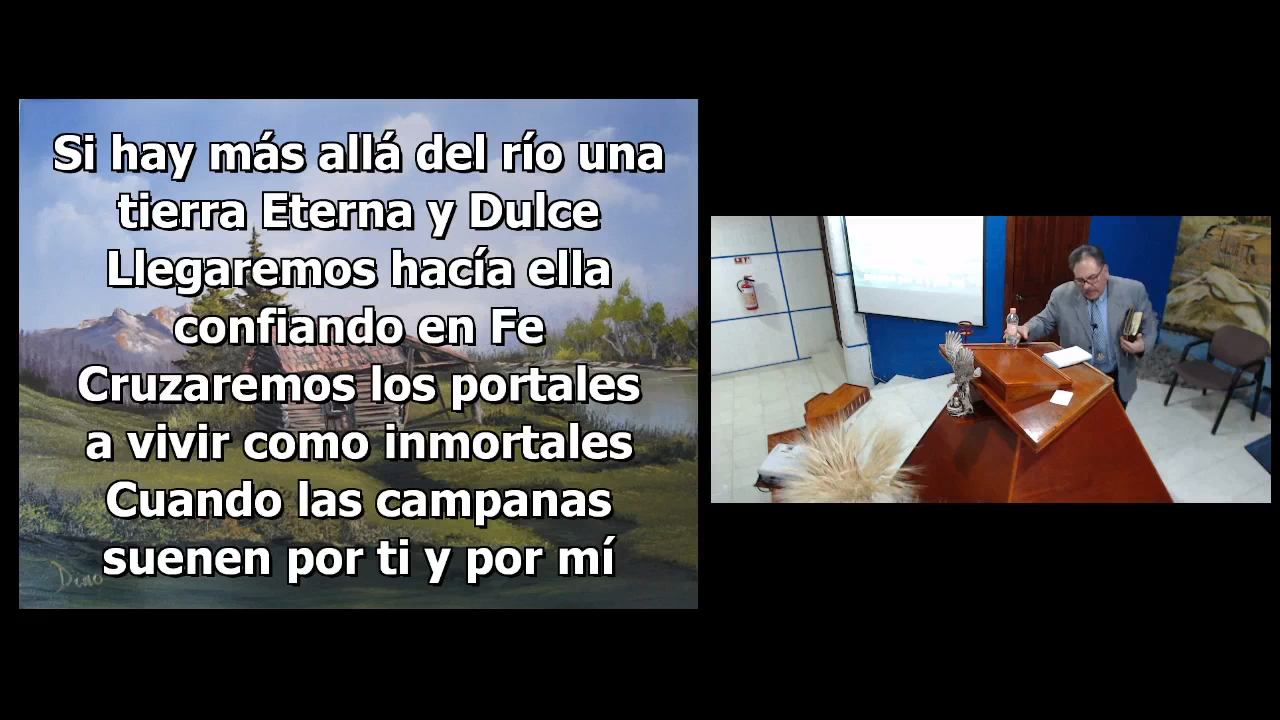 Si hay más allá del río una
tierra Eterna y Dulce
Llegaremos hacía ella
confiando en Fe
Cruzaremos los portales
a vivir como inmortales
Cuando las campanas
suenen por ti y por mí